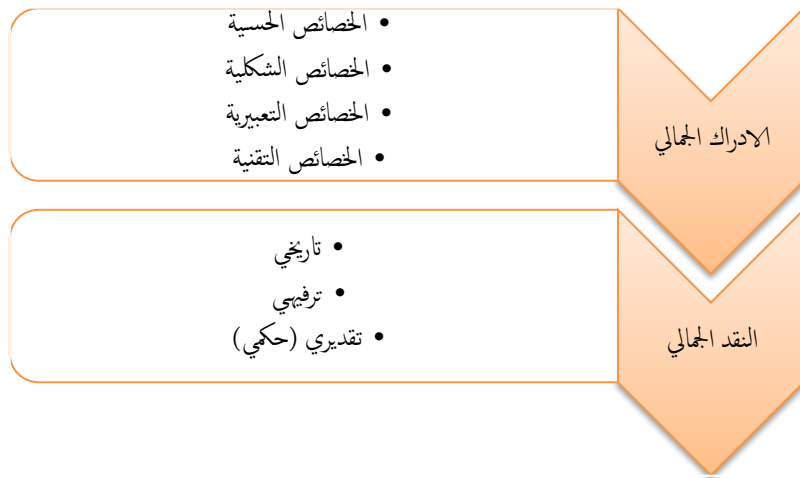 الادراك الجمالي
• الخصائص الحسية
• الخصائص الشكلية
• الخصائص التعبيرية
• الخصائص التقنية
النقد الجمالي
• تاريخي
• ترفيهي
• تقديري (حكمي)